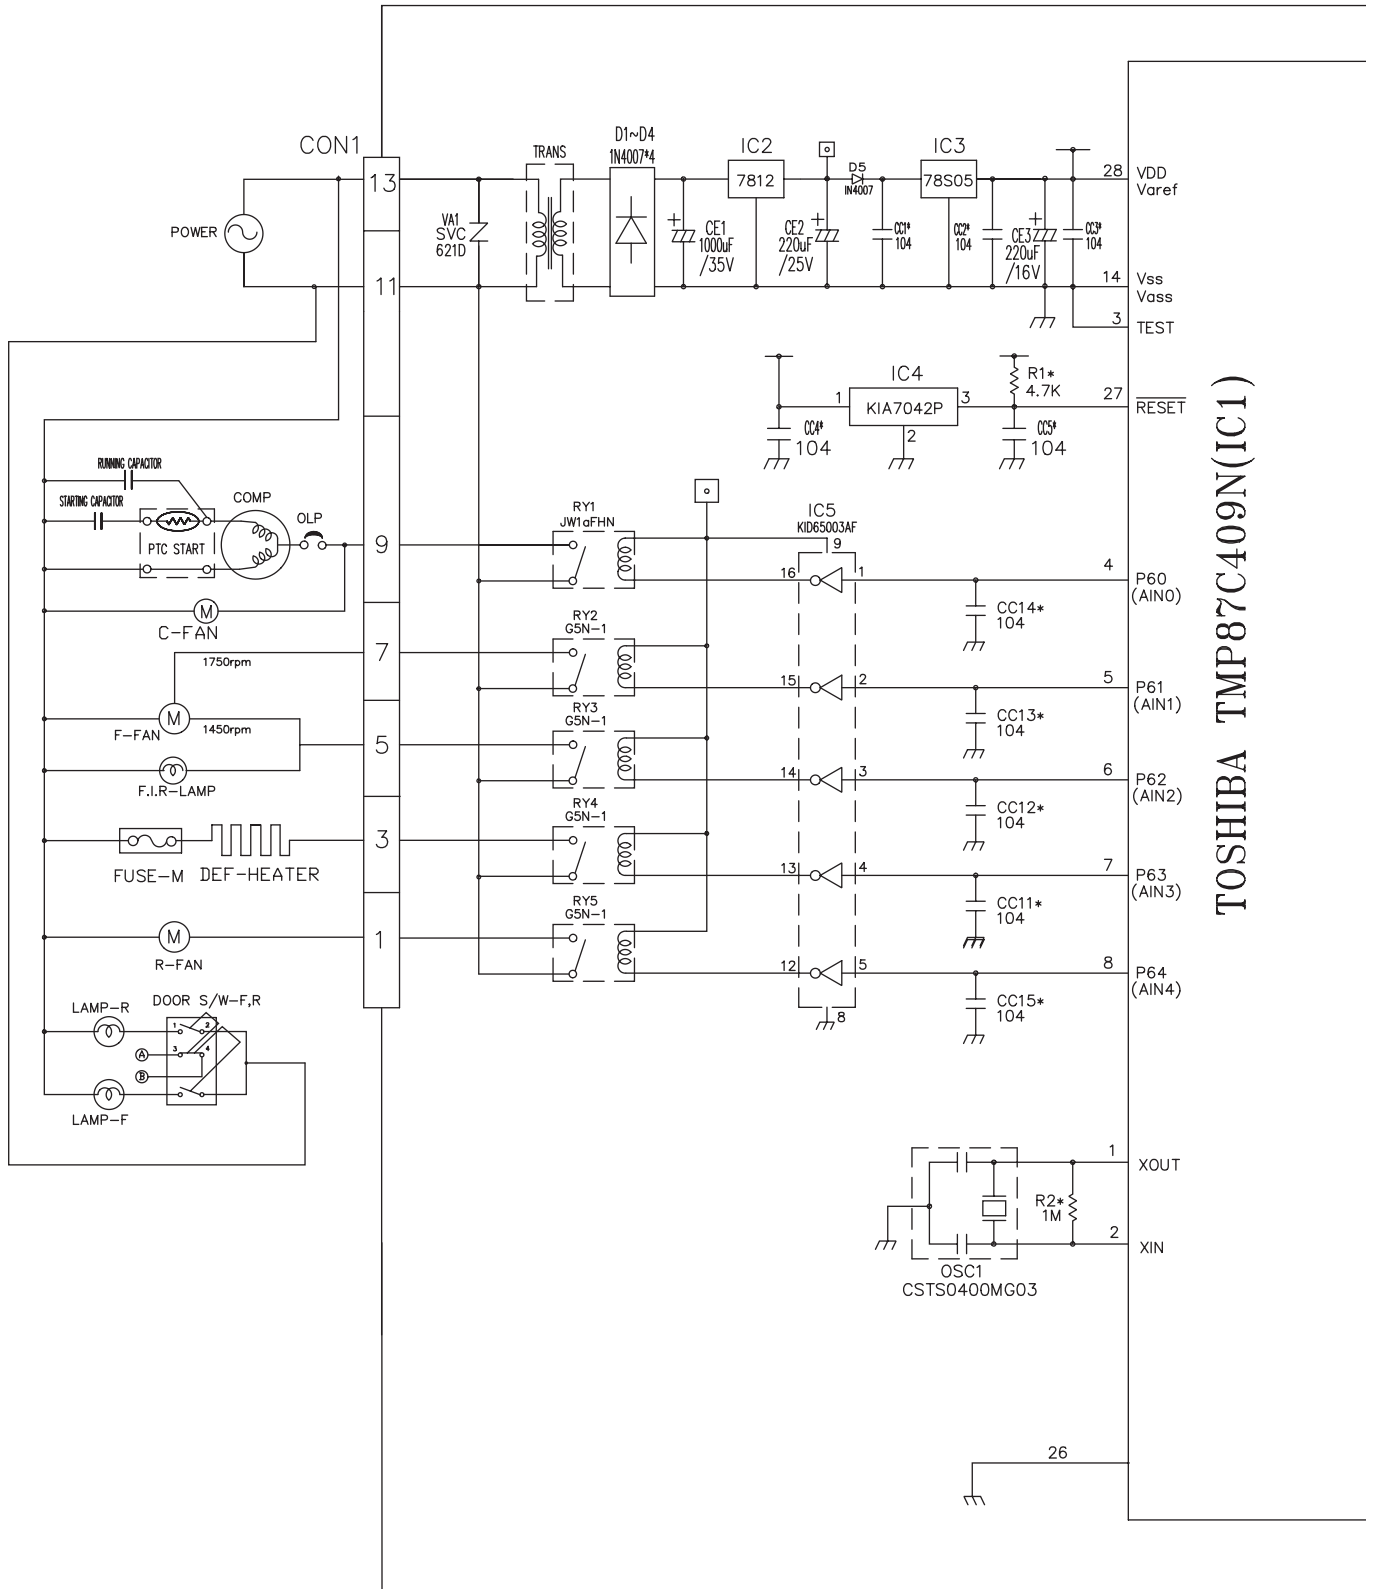 CON1
13
11
9
7
5
3
1
POWER
VA1
SVC
621D
TRANS
D1~D4
1N4007*4
CE1
1000uF
/35V
IC2
7812
CE2
220uF
/25V
D5
1N4007
CC1*
104
IC3
78S05
CC2*
104
CE3
220uF
/16V
CC3*
104
28
VDD
Varef
14
Vss
Vass
3
TEST
IC4
KIA7042P
1
3
2
CC4*
104
R1*
4.7K
CC5*
104
27
RESET
TOSHIBA TMP87C409N(IC1)
RUNNING CAPACITOR
STARTING CAPACITOR
PTC START
COMP
OLP
M
C-FAN
1750rpm
M
F-FAN
1450rpm
F.I.R-LAMP
FUSE-M
DEF-HEATER
M
R-FAN
LAMP-R
DOOR S/W-F,R
1
2
3
4
A
B
LAMP-F
RY1
JW1aFHN
RY2
G5N-1
RY3
G5N-1
RY4
G5N-1
RY5
G5N-1
IC5
KID65003AF
9
16
1
15
2
14
3
13
4
12
5
8
CC14*
104
CC13*
104
CC12*
104
CC11*
104
CC15*
104
4
P60
(AIN0)
5
P61
(AIN1)
6
P62
(AIN2)
7
P63
(AIN3)
8
P64
(AIN4)
1
XOUT
R2*
1M
2
XIN
OSC1
CSTS0400MG03
26